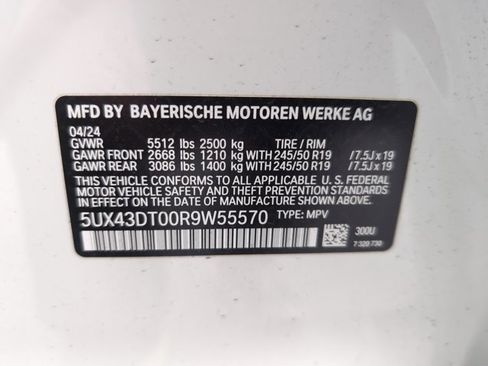 MFD BY BAYERISCHE MOTOREN WERKE AG
04/24
GVWR 5512 lbs 2500 kg TIRE / RIM
GAWR FRONT 2668 lbs 1210 kg WITH 245/50 R19 / 7.5J x 19
GAWR REAR 3086 lbs 1400 kg WITH 245/50 R19 / 7.5J x 19
THIS VEHICLE CONFORMS TO ALL APPLICABLE U.S. FEDERAL
MOTOR VEHICLE SAFETY AND THEFT PREVENTION STANDARDS
IN EFFECT ON THE DATE OF MANUFACTURE SHOWN ABOVE.
5UX43DT00R9W55570 TYPE: MPV
300U
7 329 730